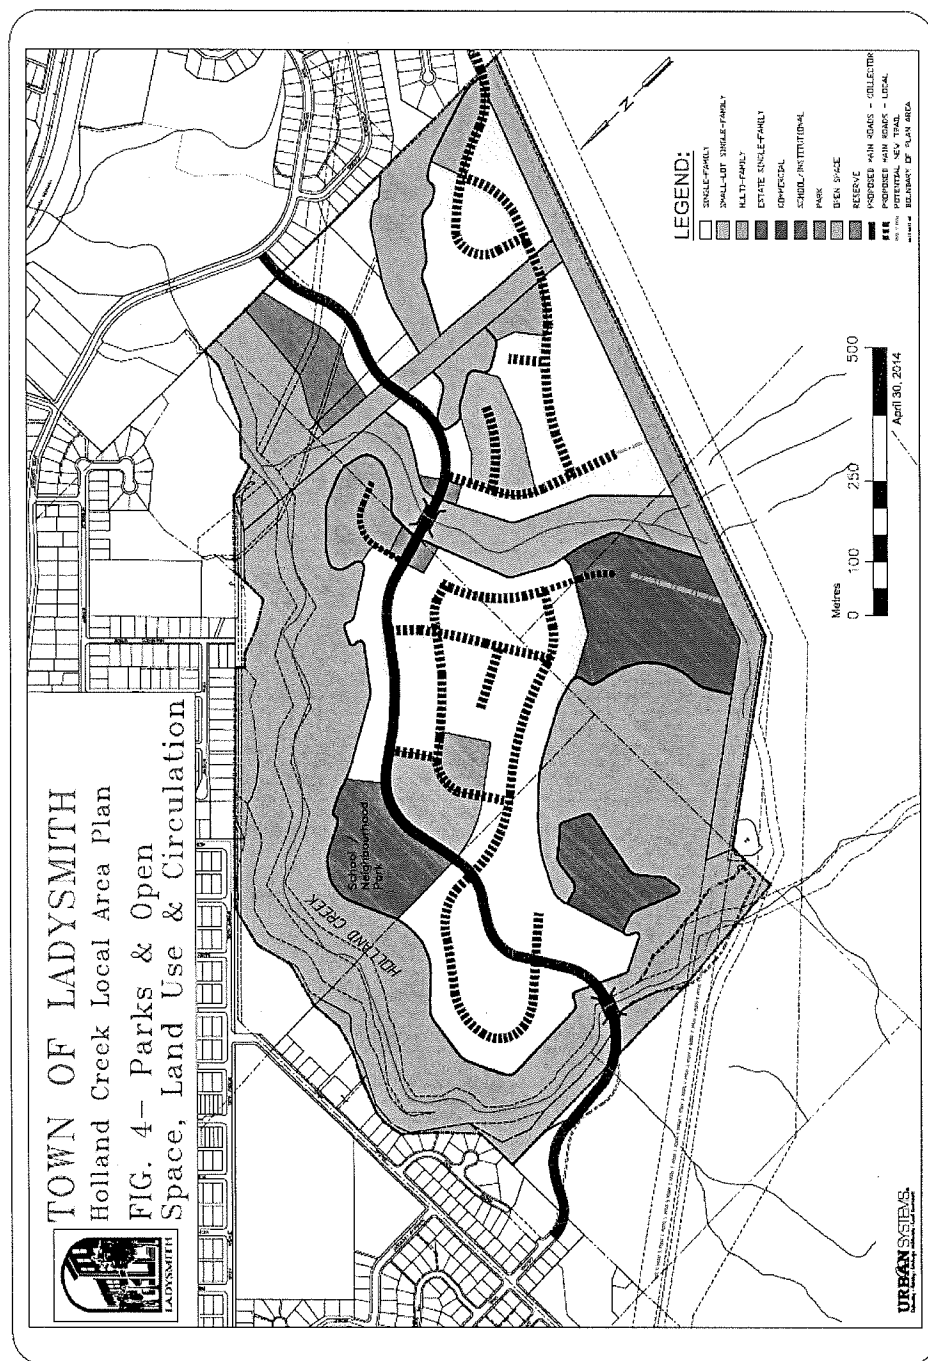 TOWN OF LADYSMITH
Holland Creek Local Area Plan
FIG. 4– Parks & Open
Space, Land Use & Circulation
LADYSMITH
HOLLAND CREEK
School /
Neighbourhood
Park
N
LEGEND:
SINGLE-FAMILY
SMALL-LOT SINGLE-FAMILY
MULTI-FAMILY
ESTATE SINGLE-FAMILY
COMMERCIAL
SCHOOL/INSTITUTIONAL
PARK
OPEN SPACE
RESERVE
PROPOSED MAIN ROADS - COLLECTOR
PROPOSED MAIN ROADS - LOCAL
POTENTIAL NEW TRAIL
BOUNDARY OF PLAN AREA
Metres
0 100 250 500
April 30, 2014
URBANSYSTEMS.